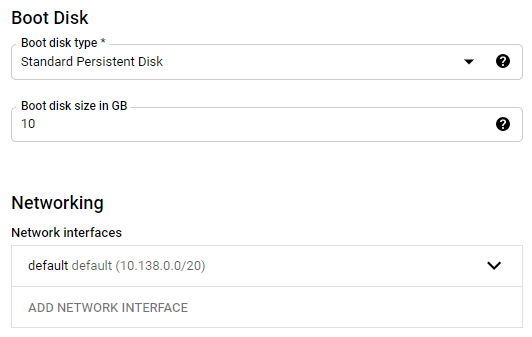 Boot Disk
Boot disk type *
Standard Persistent Disk
Boot disk size in GB
10
Networking
Network interfaces
default default (10.138.0.0/20)
ADD NETWORK INTERFACE